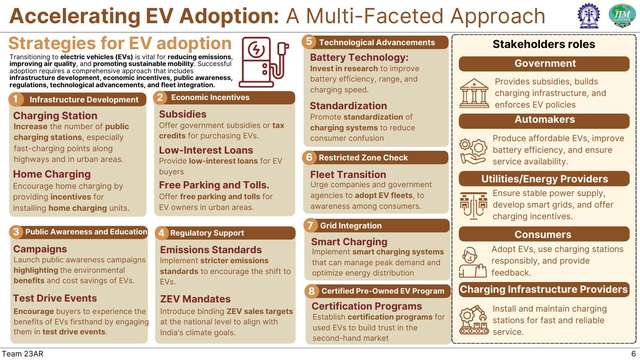 Accelerating EV Adoption: A Multi-Faceted Approach
JTM
Strategies for EV adoption
Transitioning to electric vehicles (EVs) is vital for reducing emissions,
improving air quality, and promoting sustainable mobility. Successful
adoption requires a comprehensive approach that includes
infrastructure development, economic incentives, public awareness,
regulations, technological advancements, and fleet integration.
1 Infrastructure Development
Charging Station
Increase the number of public
charging stations, especially
fast-charging points along
highways and in urban areas.
Home Charging
Encourage home charging by
providing incentives for
installing home charging units.
2 Economic Incentives
Subsidies
Offer government subsidies or tax
credits for purchasing EVs.
Low-Interest Loans
Provide low-interest loans for EV
buyers
Free Parking and Tolls.
Offer free parking and tolls for
EV owners in urban areas.
3 Public Awareness and Education
Campaigns
Launch public awareness campaigns
highlighting the environmental
benefits and cost savings of EVs.
Test Drive Events
Encourage buyers to experience the
benefits of EVs firsthand by engaging
them in test drive events.
4 Regulatory Support
Emissions Standards
Implement stricter emissions
standards to encourage the shift to
EVs.
ZEV Mandates
Introduce binding ZEV sales targets
at the national level to align with
India's climate goals.
5 Technological Advancements
Battery Technology:
Invest in research to improve
battery efficiency, range, and
charging speed.
Standardization
Promote standardization of
charging systems to reduce
consumer confusion
6 Restricted Zone Check
Fleet Transition
Urge companies and government
agencies to adopt EV fleets, to
awareness among consumers.
7 Grid Integration
Smart Charging
Implement smart charging systems
that can manage peak demand and
optimize energy distribution
8 Certified Pre-Owned EV Program
Certification Programs
Establish certification programs for
used EVs to build trust in the
second-hand market
Stakeholders roles
Government
Provides subsidies, builds
charging infrastructure, and
enforces EV policies
Automakers
Produce affordable EVs, improve
battery efficiency, and ensure
service availability.
Utilities/Energy Providers
Ensure stable power supply,
develop smart grids, and offer
charging incentives.
Consumers
Adopt EVs, use charging stations
responsibly, and provide
feedback.
Charging Infrastructure Providers
Install and maintain charging
stations for fast and reliable
service.
Team 23AR
6